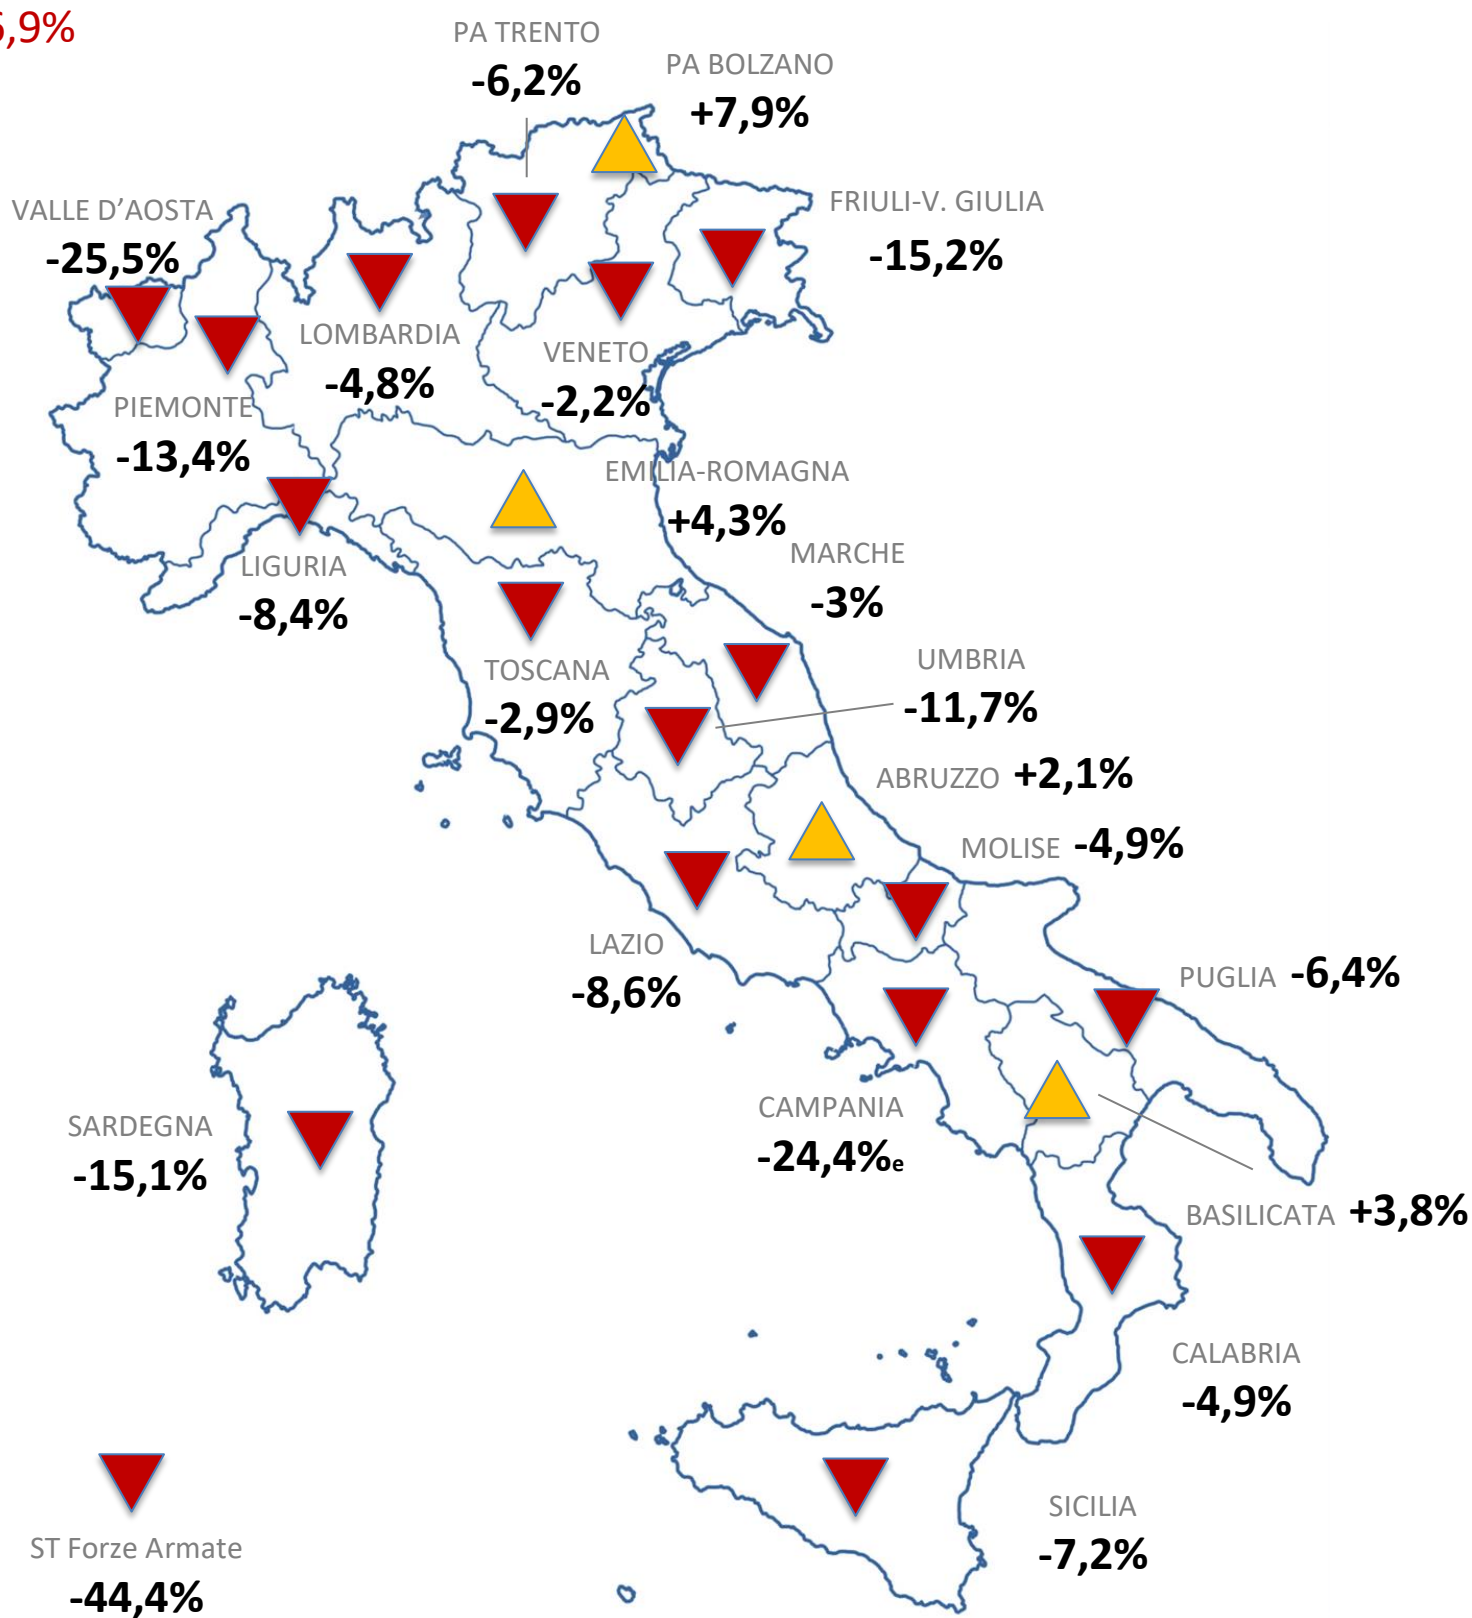 ,9%
PA TRENTO
-6,2%
PA BOLZANO
+7,9%
VALLE D’AOSTA
-25,5%
FRIULI-V. GIULIA
-15,2%
LOMBARDIA
-4,8%
VENETO
-2,2%
PIEMONTE
-13,4%
EMILIA-ROMAGNA
+4,3%
LIGURIA
-8,4%
MARCHE
-3%
TOSCANA
-2,9%
UMBRIA
-11,7%
ABRUZZO +2,1%
MOLISE -4,9%
LAZIO
-8,6%
PUGLIA -6,4%
SARDEGNA
-15,1%
CAMPANIA
-24,4%e
BASILICATA +3,8%
CALABRIA
-4,9%
SICILIA
-7,2%
ST Forze Armate
-44,4%